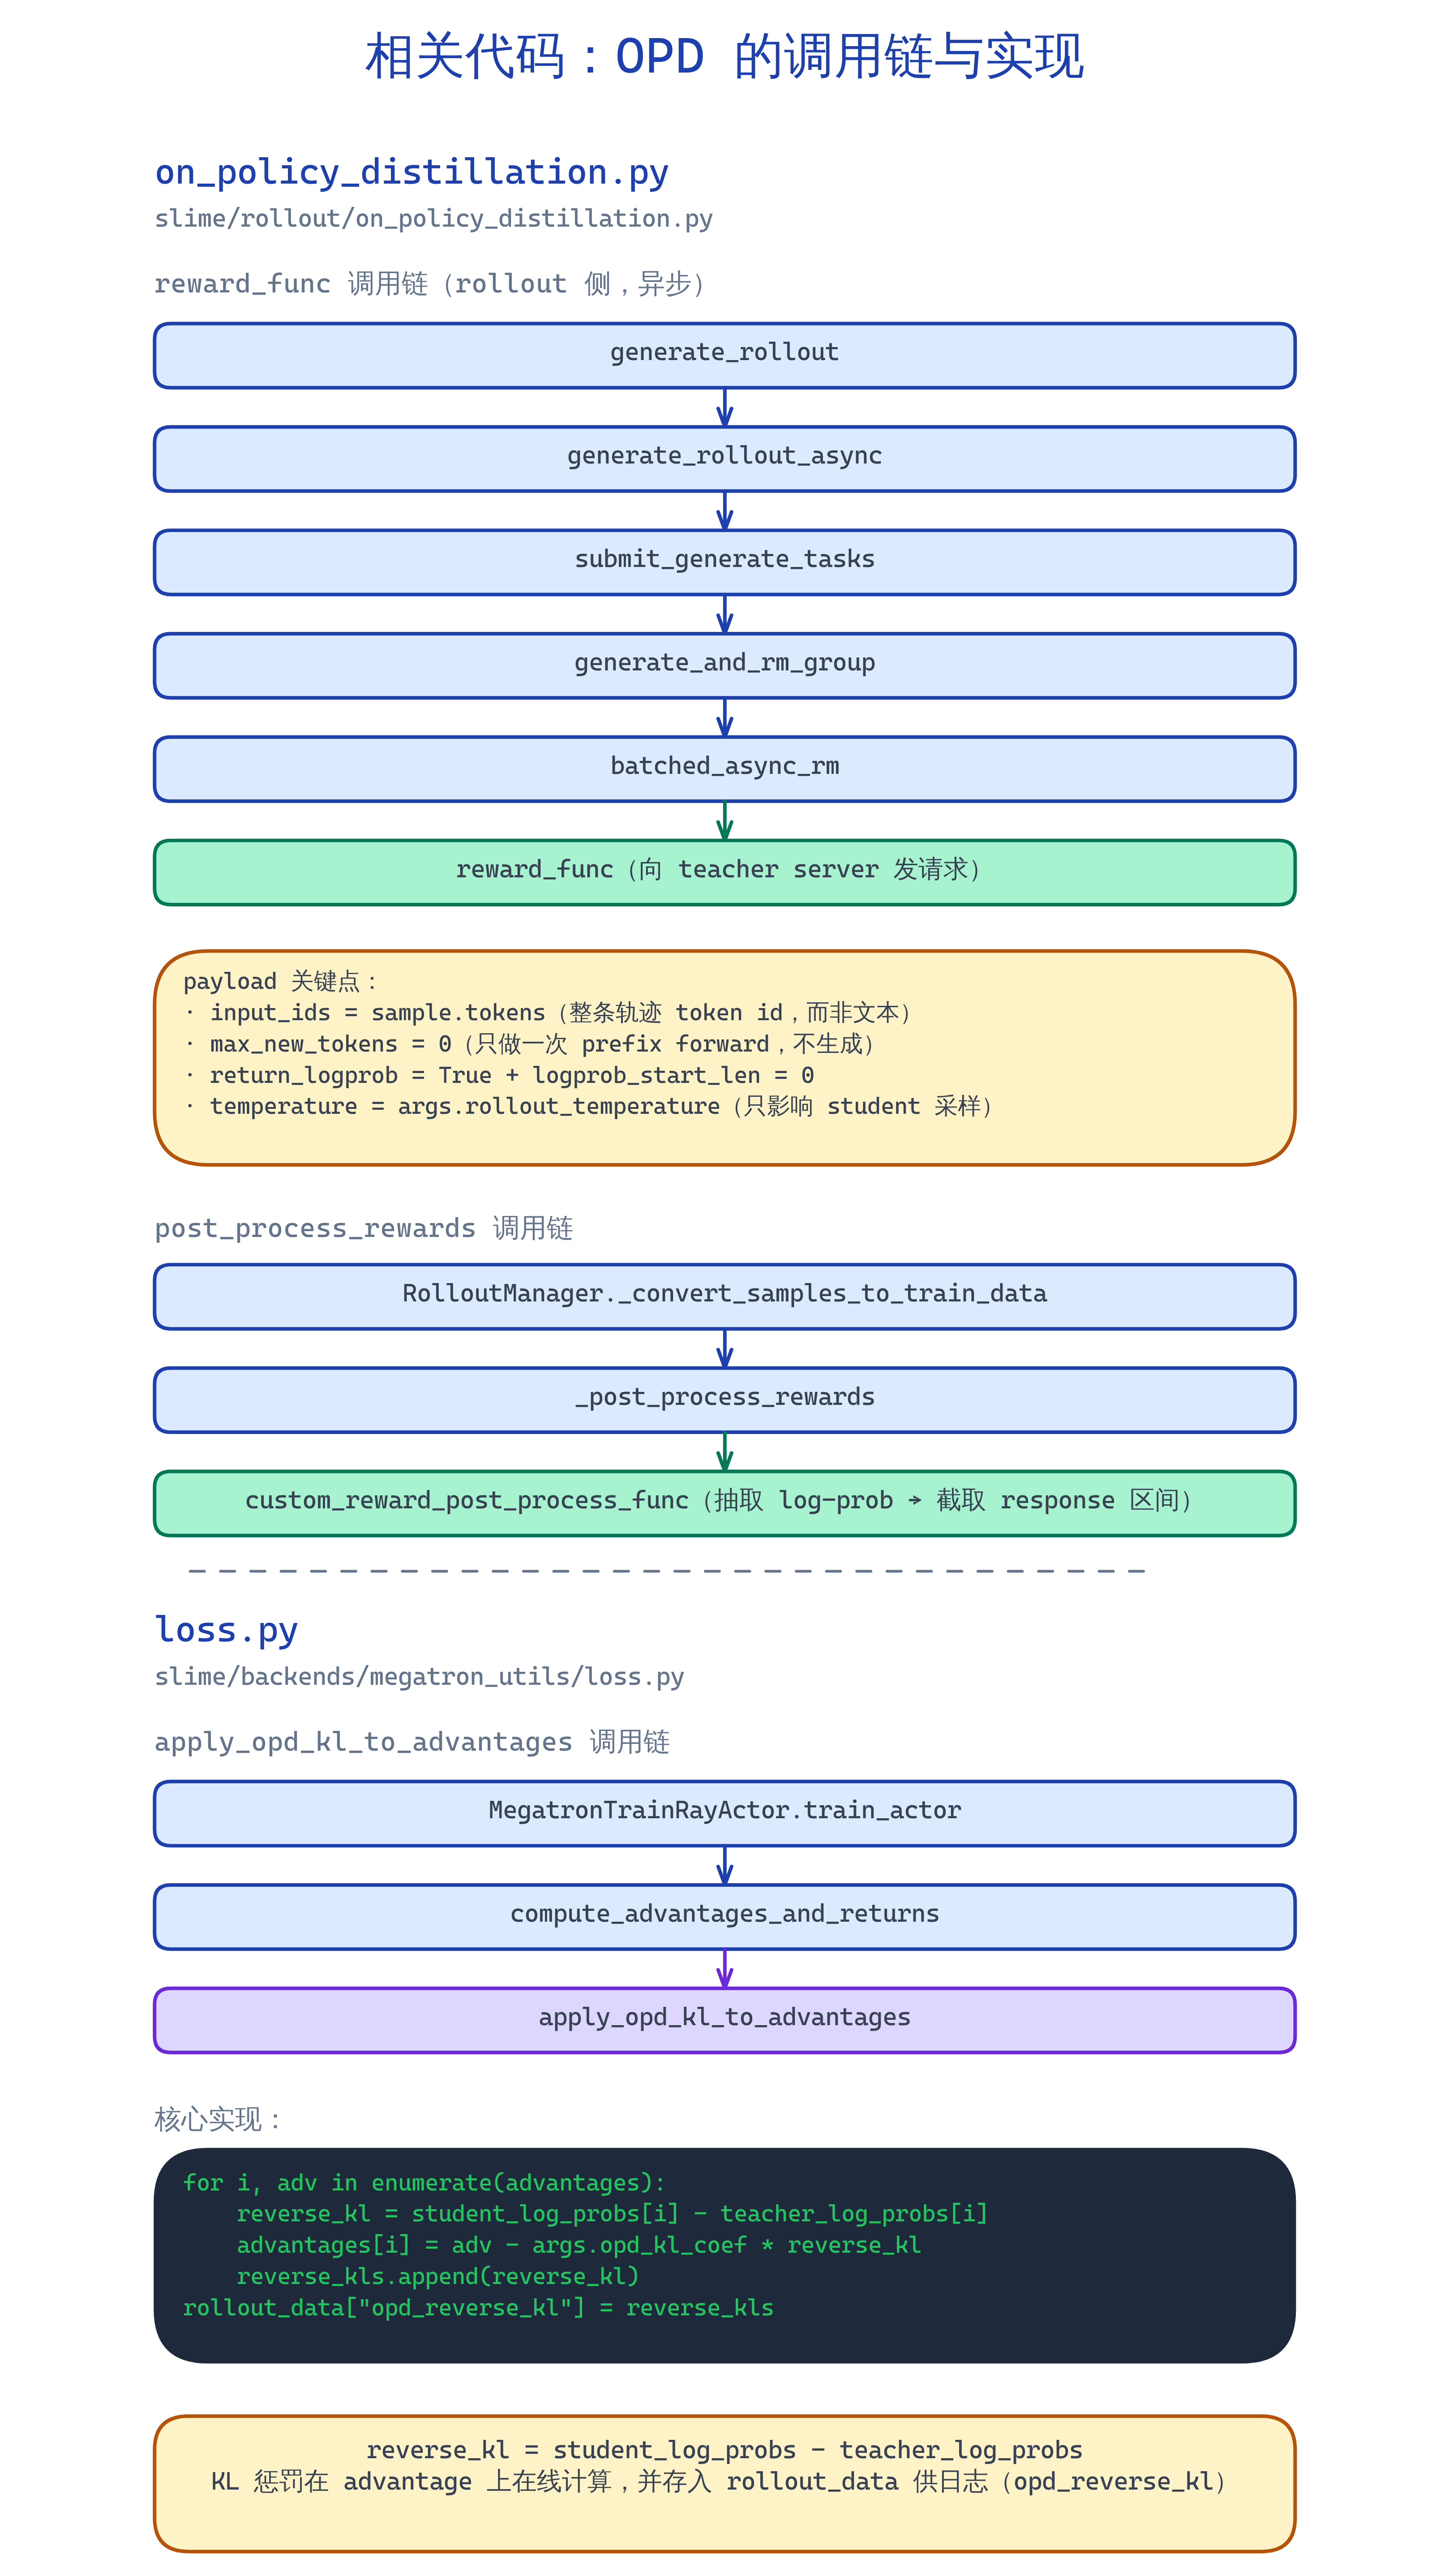 相关代码：OPD 的调用链与实现
on_policy_distillation.py
slime/rollout/on_policy_distillation.py
reward_func 调用链（rollout 侧，异步）
generate_rollout
generate_rollout_async
submit_generate_tasks
generate_and_rm_group
batched_async_rm
reward_func（向 teacher server 发请求）
payload 关键点：
· input_ids = sample.tokens（整条轨迹 token id，而非文本）
· max_new_tokens = 0（只做一次 prefix forward，不生成）
· return_logprob = True + logprob_start_len = 0
· temperature = args.rollout_temperature（只影响 student 采样）
post_process_rewards 调用链
RolloutManager._convert_samples_to_train_data
_post_process_rewards
custom_reward_post_process_func（抽取 log-prob → 截取 response 区间）
loss.py
slime/backends/megatron_utils/loss.py
apply_opd_kl_to_advantages 调用链
MegatronTrainRayActor.train_actor
compute_advantages_and_returns
apply_opd_kl_to_advantages
核心实现：
for i, adv in enumerate(advantages):
    reverse_kl = student_log_probs[i] - teacher_log_probs[i]
    advantages[i] = adv - args.opd_kl_coef * reverse_kl
    reverse_kls.append(reverse_kl)
rollout_data["opd_reverse_kl"] = reverse_kls
reverse_kl = student_log_probs - teacher_log_probs
KL 惩罚在 advantage 上在线计算，并存入 rollout_data 供日志（opd_reverse_kl）